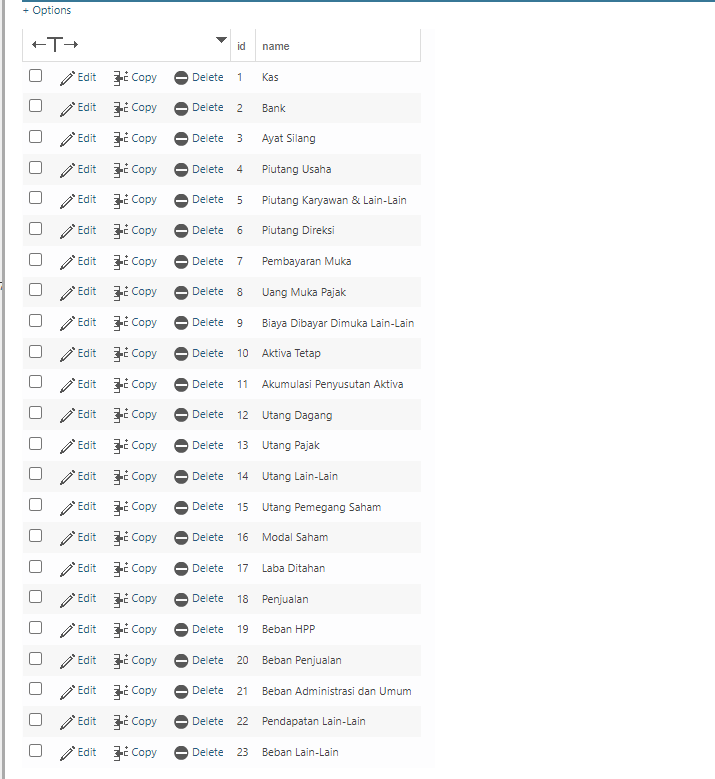 + Options
←T→ id name
Edit Copy Delete 1 Kas
Edit Copy Delete 2 Bank
Edit Copy Delete 3 Ayat Silang
Edit Copy Delete 4 Piutang Usaha
Edit Copy Delete 5 Piutang Karyawan & Lain-Lain
Edit Copy Delete 6 Piutang Direksi
Edit Copy Delete 7 Pembayaran Muka
Edit Copy Delete 8 Uang Muka Pajak
Edit Copy Delete 9 Biaya Dibayar Dimuka Lain-Lain
Edit Copy Delete 10 Aktiva Tetap
Edit Copy Delete 11 Akumulasi Penyusutan Aktiva
Edit Copy Delete 12 Utang Dagang
Edit Copy Delete 13 Utang Pajak
Edit Copy Delete 14 Utang Lain-Lain
Edit Copy Delete 15 Utang Pemegang Saham
Edit Copy Delete 16 Modal Saham
Edit Copy Delete 17 Laba Ditahan
Edit Copy Delete 18 Penjualan
Edit Copy Delete 19 Beban HPP
Edit Copy Delete 20 Beban Penjualan
Edit Copy Delete 21 Beban Administrasi dan Umum
Edit Copy Delete 22 Pendapatan Lain-Lain
Edit Copy Delete 23 Beban Lain-Lain